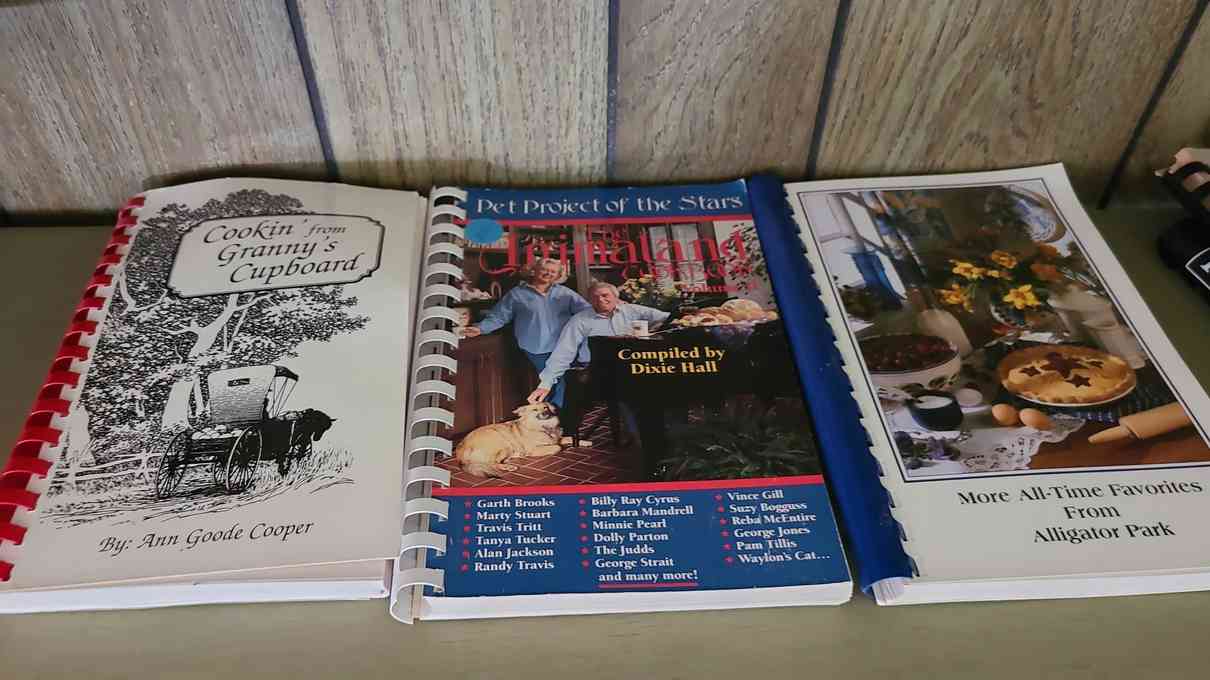 Cookin' from
Granny's
Cupboard
By: Ann Goode Cooper
Pet Project of the Stars
The
Animaland
Compiled by
Dixie Hall
★ Garth Brooks
★ Marty Stuart
★ Travis Tritt
★ Tanya Tucker
★ Alan Jackson
★ Randy Travis
★ Billy Ray Cyrus
★ Barbara Mandrell
★ Minnie Pearl
★ Dolly Parton
★ The Judds
★ George Strait
and many more!
★ Vince Gill
★ Suzy Bogguss
★ Reba McEntire
★ George Jones
★ Pam Tillis
★ Waylon's Cat...
More All-Time Favorites
From
Alligator Park